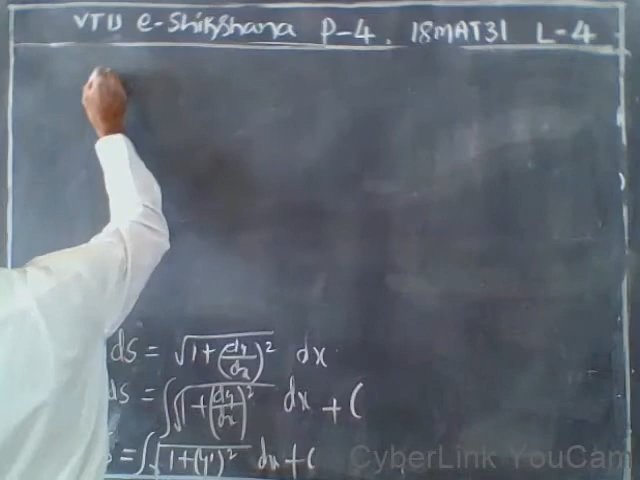 VTU e-Shikshana P-4, 18MAT31 L-4
ds = √(1+(dy/dx)²) dx
ds = ∫√(1+(dy/dx)²) dx + C
= ∫√(1+(y')²) dx + C
CyberLink YouCam